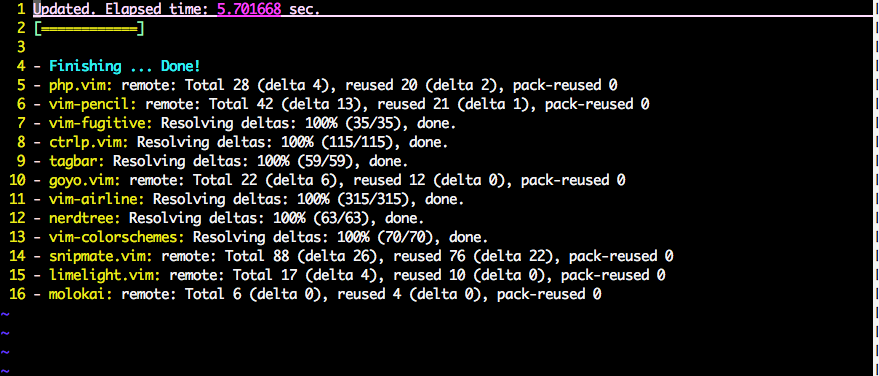 1 Updated. Elapsed time: 5.701668 sec.
2 [============]
3
4 - Finishing ... Done!
5 - php.vim: remote: Total 28 (delta 4), reused 20 (delta 2), pack-reused 0
6 - vim-pencil: remote: Total 42 (delta 13), reused 21 (delta 1), pack-reused 0
7 - vim-fugitive: Resolving deltas: 100% (35/35), done.
8 - ctrlp.vim: Resolving deltas: 100% (115/115), done.
9 - tagbar: Resolving deltas: 100% (59/59), done.
10 - goyo.vim: remote: Total 22 (delta 6), reused 12 (delta 0), pack-reused 0
11 - vim-airline: Resolving deltas: 100% (315/315), done.
12 - nerdtree: Resolving deltas: 100% (63/63), done.
13 - vim-colorschemes: Resolving deltas: 100% (70/70), done.
14 - snipmate.vim: remote: Total 88 (delta 26), reused 76 (delta 22), pack-reused 0
15 - limelight.vim: remote: Total 17 (delta 4), reused 10 (delta 0), pack-reused 0
16 - molokai: remote: Total 6 (delta 0), reused 4 (delta 0), pack-reused 0
~
~
~
~